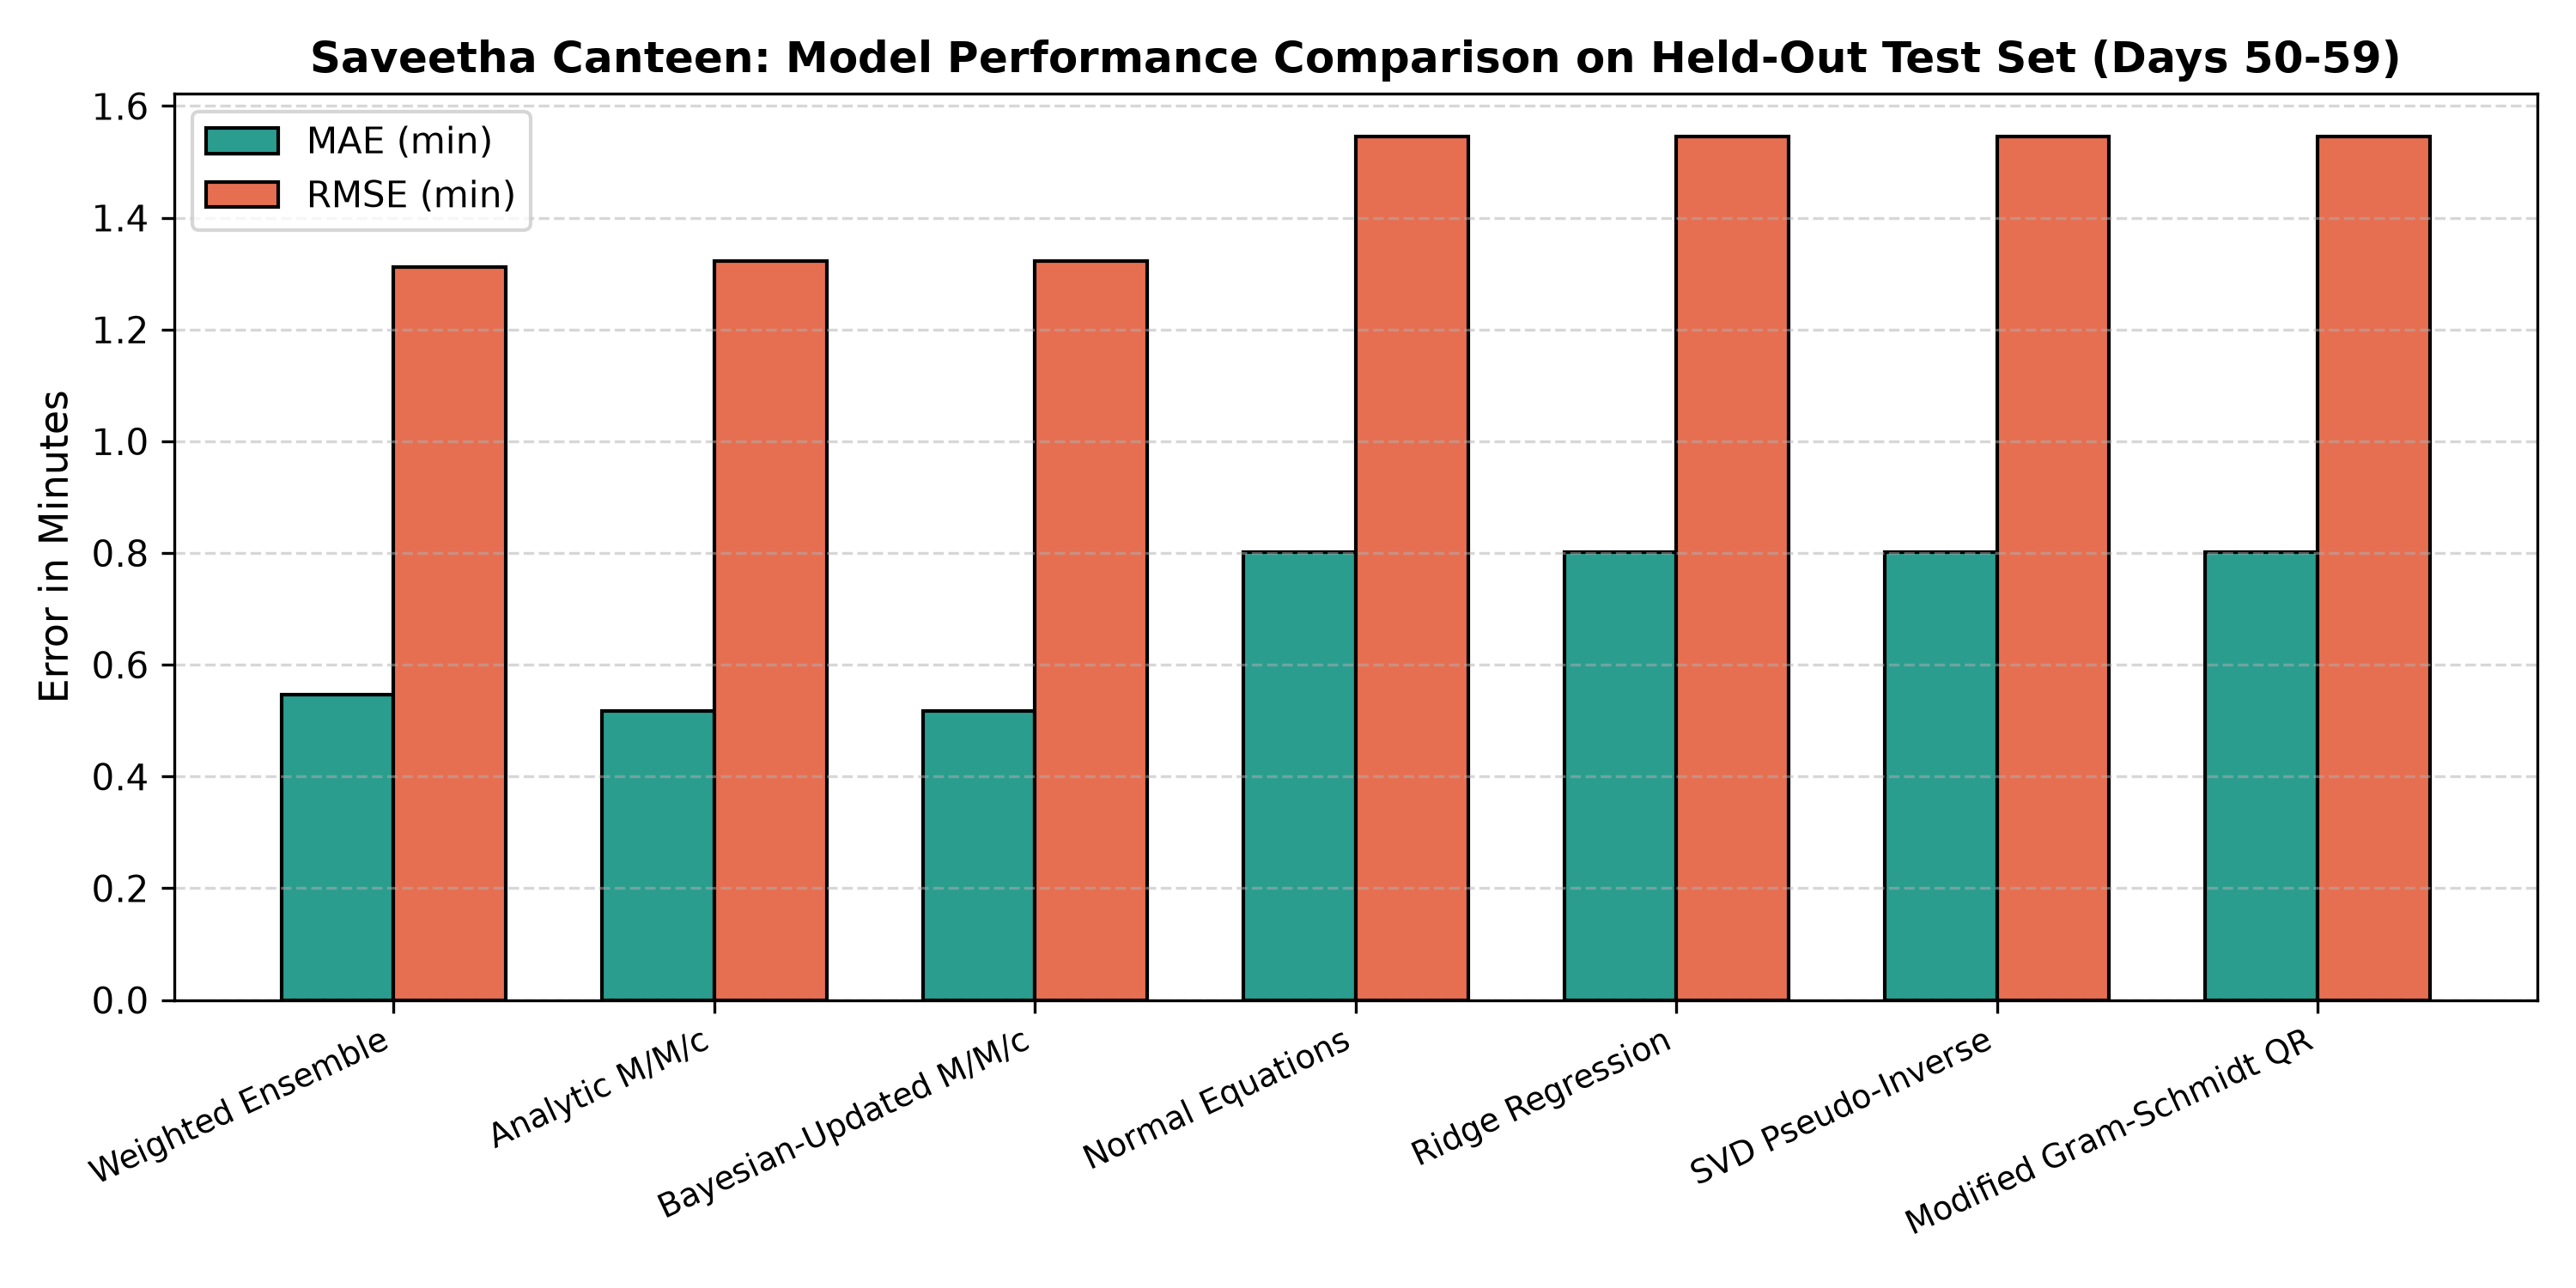 Saveetha Canteen: Model Performance Comparison on Held-Out Test Set (Days 50-59)
MAE (min)
RMSE (min)
Error in Minutes
1.6
1.4
1.2
1.0
0.8
0.6
0.4
0.2
0.0
Weighted Ensemble
Analytic M/M/c
Bayesian-Updated M/M/c
Normal Equations
Ridge Regression
SVD Pseudo-Inverse
Modified Gram-Schmidt QR